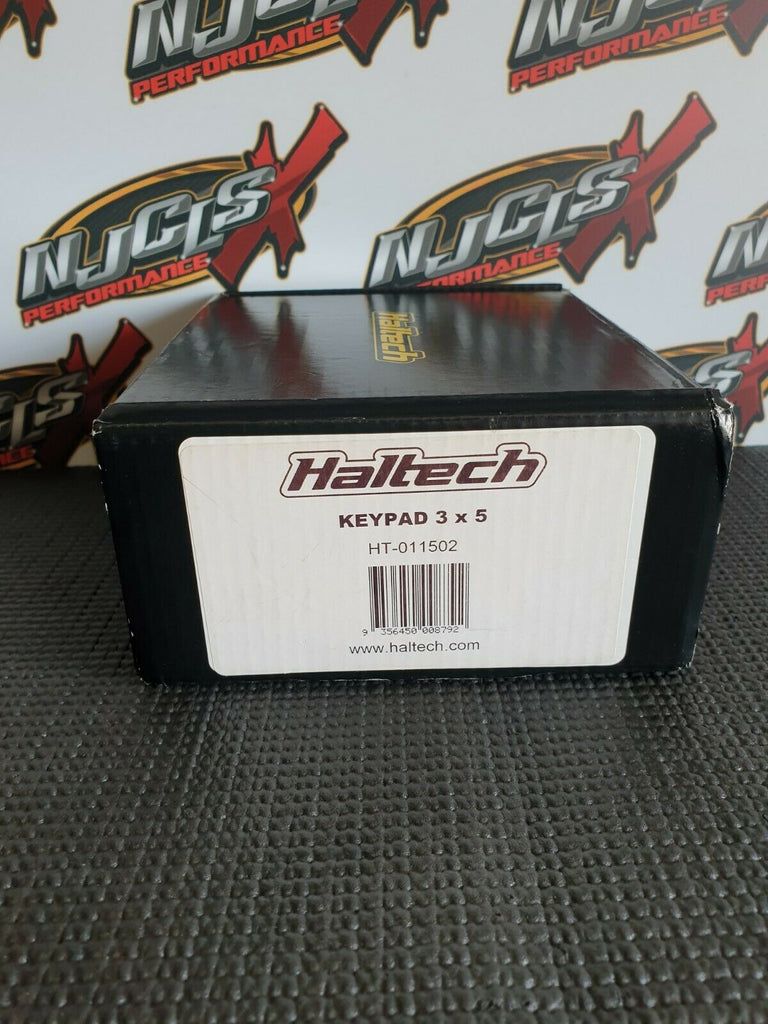 NJCLSX
PERFORMANCE
NJCLSX
PERFORMANCE
NJCLSX
PERFORMANCE
NJCLSX
PERFORMANCE
Haltech
Haltech
KEYPAD 3 x 5
HT-011502
9 356450 008792
www.haltech.com